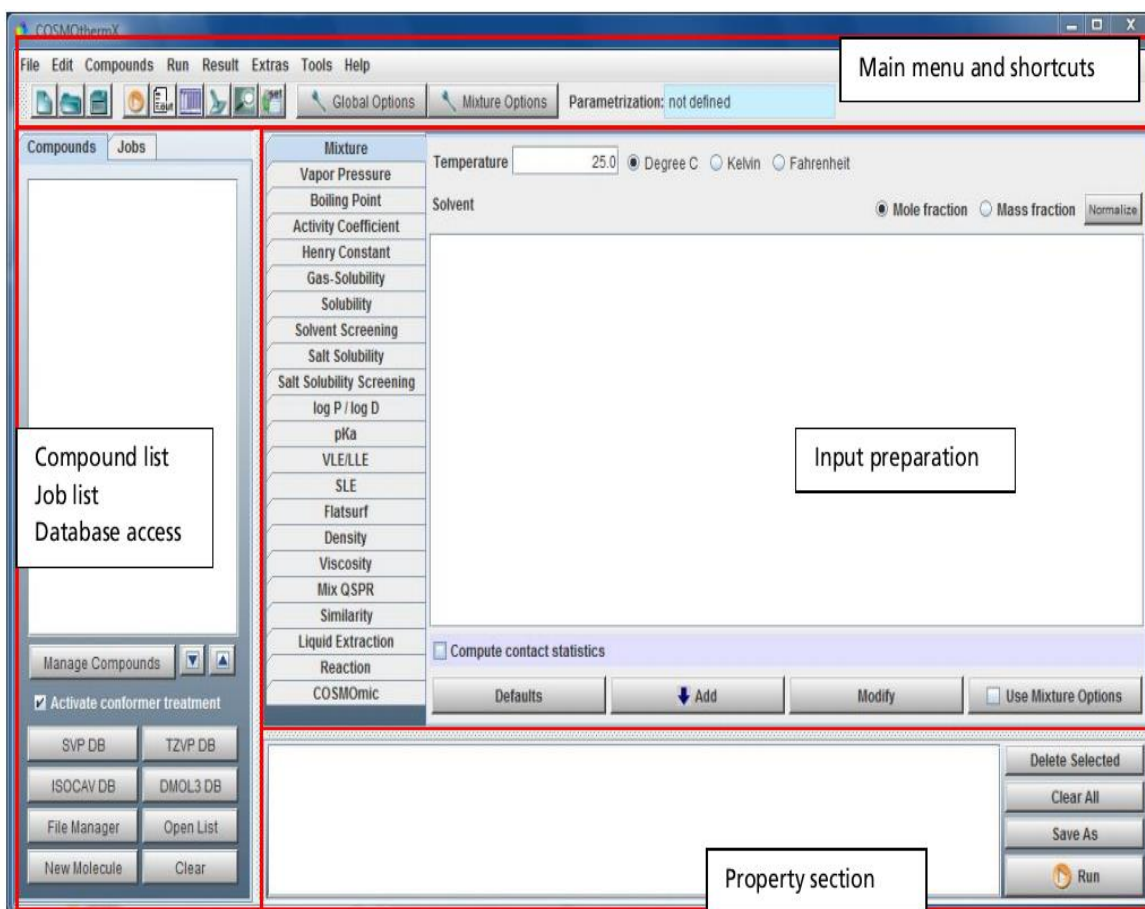 COSMOthermX
File Edit Compounds Run Result Extras Tools Help
Main menu and shortcuts
Global Options
Mixture Options
Parametrization: not defined
Compounds
Jobs
Compound list
Job list
Database access
Manage Compounds
Activate conformer treatment
SVP DB
TZVP DB
ISOCAV DB
DMOL3 DB
File Manager
Open List
New Molecule
Clear
Mixture
Vapor Pressure
Boiling Point
Activity Coefficient
Henry Constant
Gas-Solubility
Solubility
Solvent Screening
Salt Solubility
Salt Solubility Screening
log P / log D
pKa
VLE/LLE
SLE
Flatsurf
Density
Viscosity
Mix QSPR
Similarity
Liquid Extraction
Reaction
COSMOmic
Temperature 25.0 Degree C Kelvin Fahrenheit
Solvent Mole fraction Mass fraction Normalize
Input preparation
Compute contact statistics
Defaults
Add
Modify
Use Mixture Options
Delete Selected
Clear All
Save As
Run
Property section